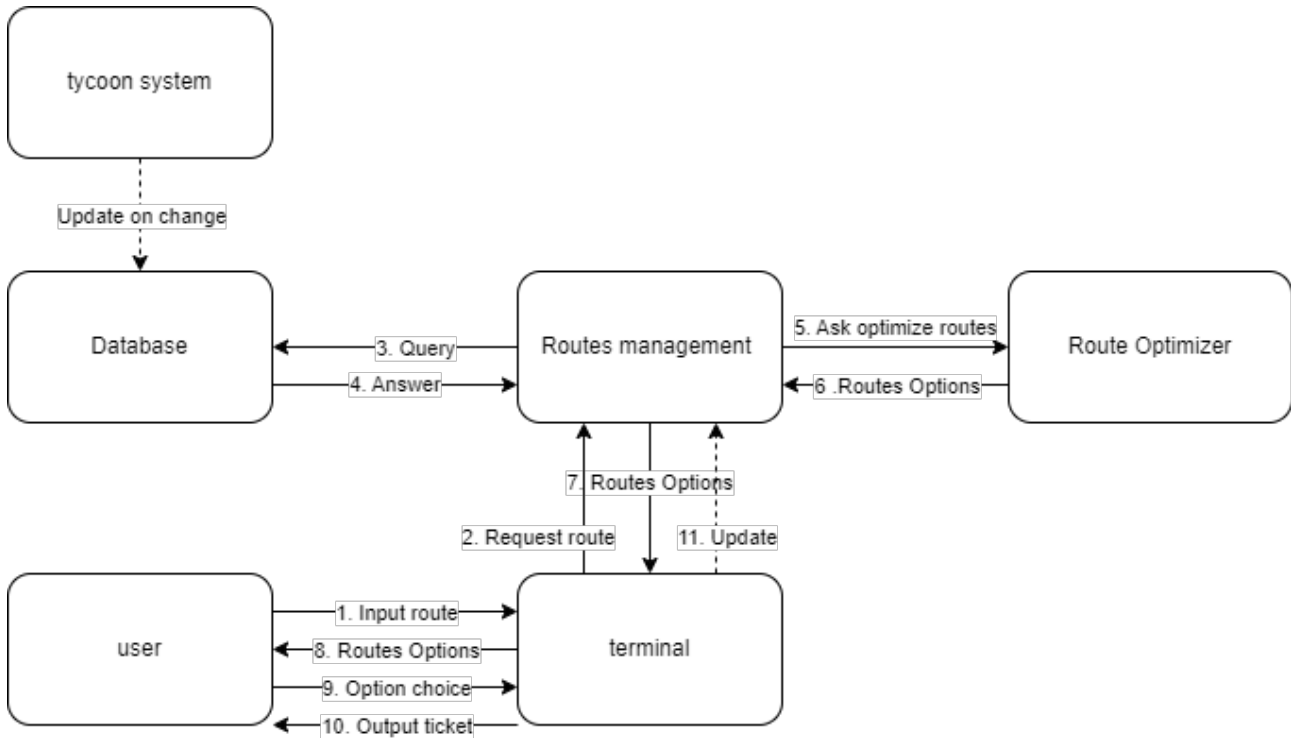 tycoon system
Update on change
Database
3. Query
4. Answer
Routes management
5. Ask optimize routes
6 .Routes Options
Route Optimizer
7. Routes Options
2. Request route
11. Update
user
1. Input route
8. Routes Options
9. Option choice
10. Output ticket
terminal